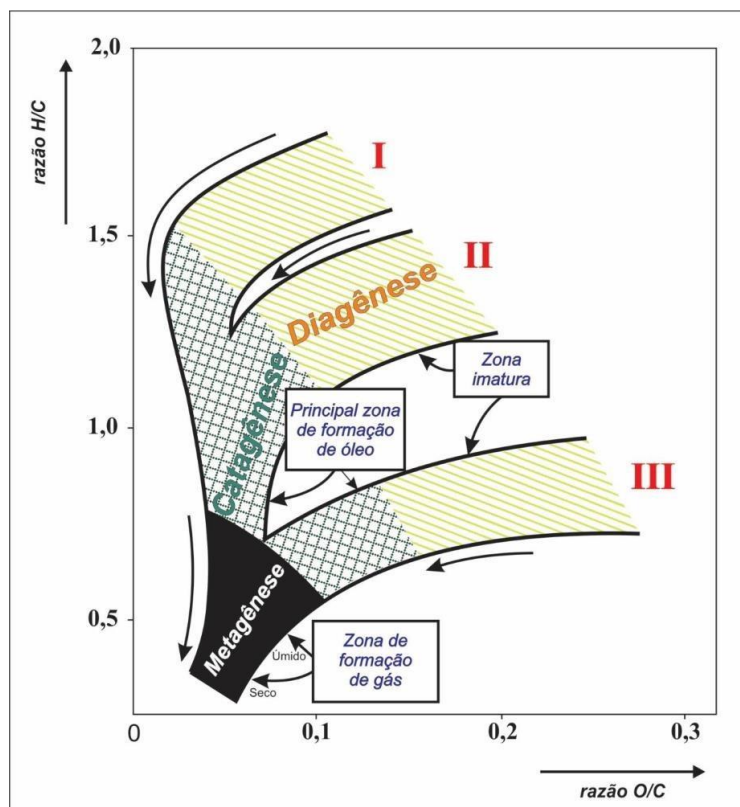 2,0
razão H/C
I
1,5
II
Diagênese
Zona
imatura
Catagênese
Principal zona
de formação
de óleo
1,0
III
Metagênese
0,5
Úmido
Seco
Zona de
formação
de gás
0
0,1
0,2
0,3
razão O/C